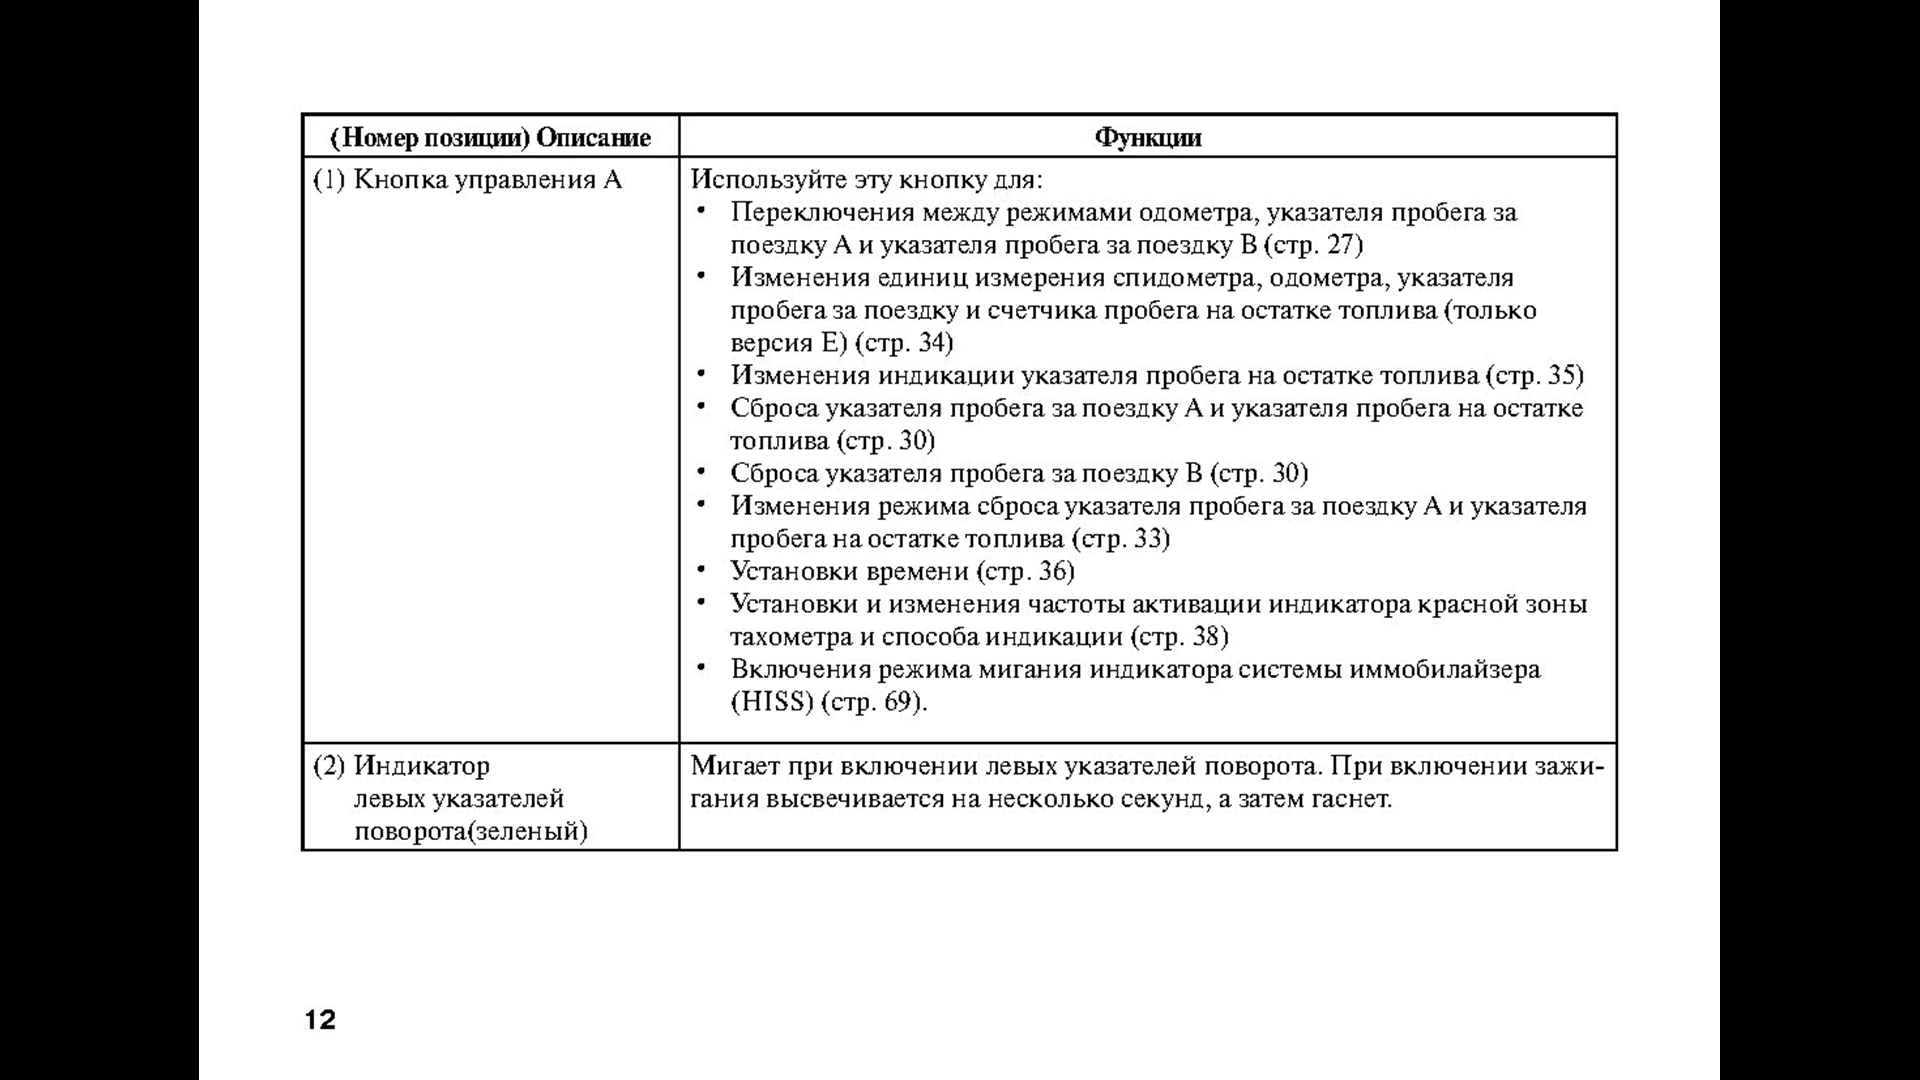 (Номер позиции) Описание
Функции
(1) Кнопка управления А
Используйте эту кнопку для:
• Переключения между режимами одометра, указателя пробега за
поездку А и указателя пробега за поездку В (стр. 27)
• Изменения единиц измерения спидометра, одометра, указателя
пробега за поездку и счетчика пробега на остатке топлива (только
версия Е) (стр. 34)
• Изменения индикации указателя пробега на остатке топлива (стр. 35)
• Сброса указателя пробега за поездку А и указателя пробега на остатке
топлива (стр. 30)
• Сброса указателя пробега за поездку В (стр. 30)
• Изменения режима сброса указателя пробега за поездку А и указателя
пробега на остатке топлива (стр. 33)
• Установки времени (стр. 36)
• Установки и изменения частоты активации индикатора красной зоны
тахометра и способа индикации (стр. 38)
• Включения режима мигания индикатора системы иммобилайзера
(HISS) (стр. 69).
(2) Индикатор
левых указателей
поворота(зеленый)
Мигает при включении левых указателей поворота. При включении зажи-
гания высвечивается на несколько секунд, а затем гаснет.
12